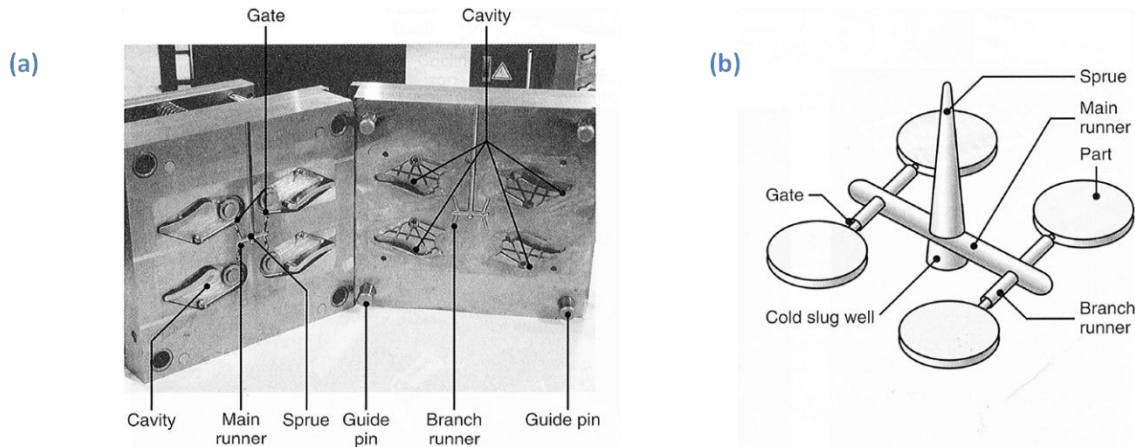 (a)
Gate
Cavity
Cavity
Main
runner
Sprue
Guide
pin
Branch
runner
Guide pin
(b)
Sprue
Main
runner
Part
Gate
Cold slug well
Branch
runner